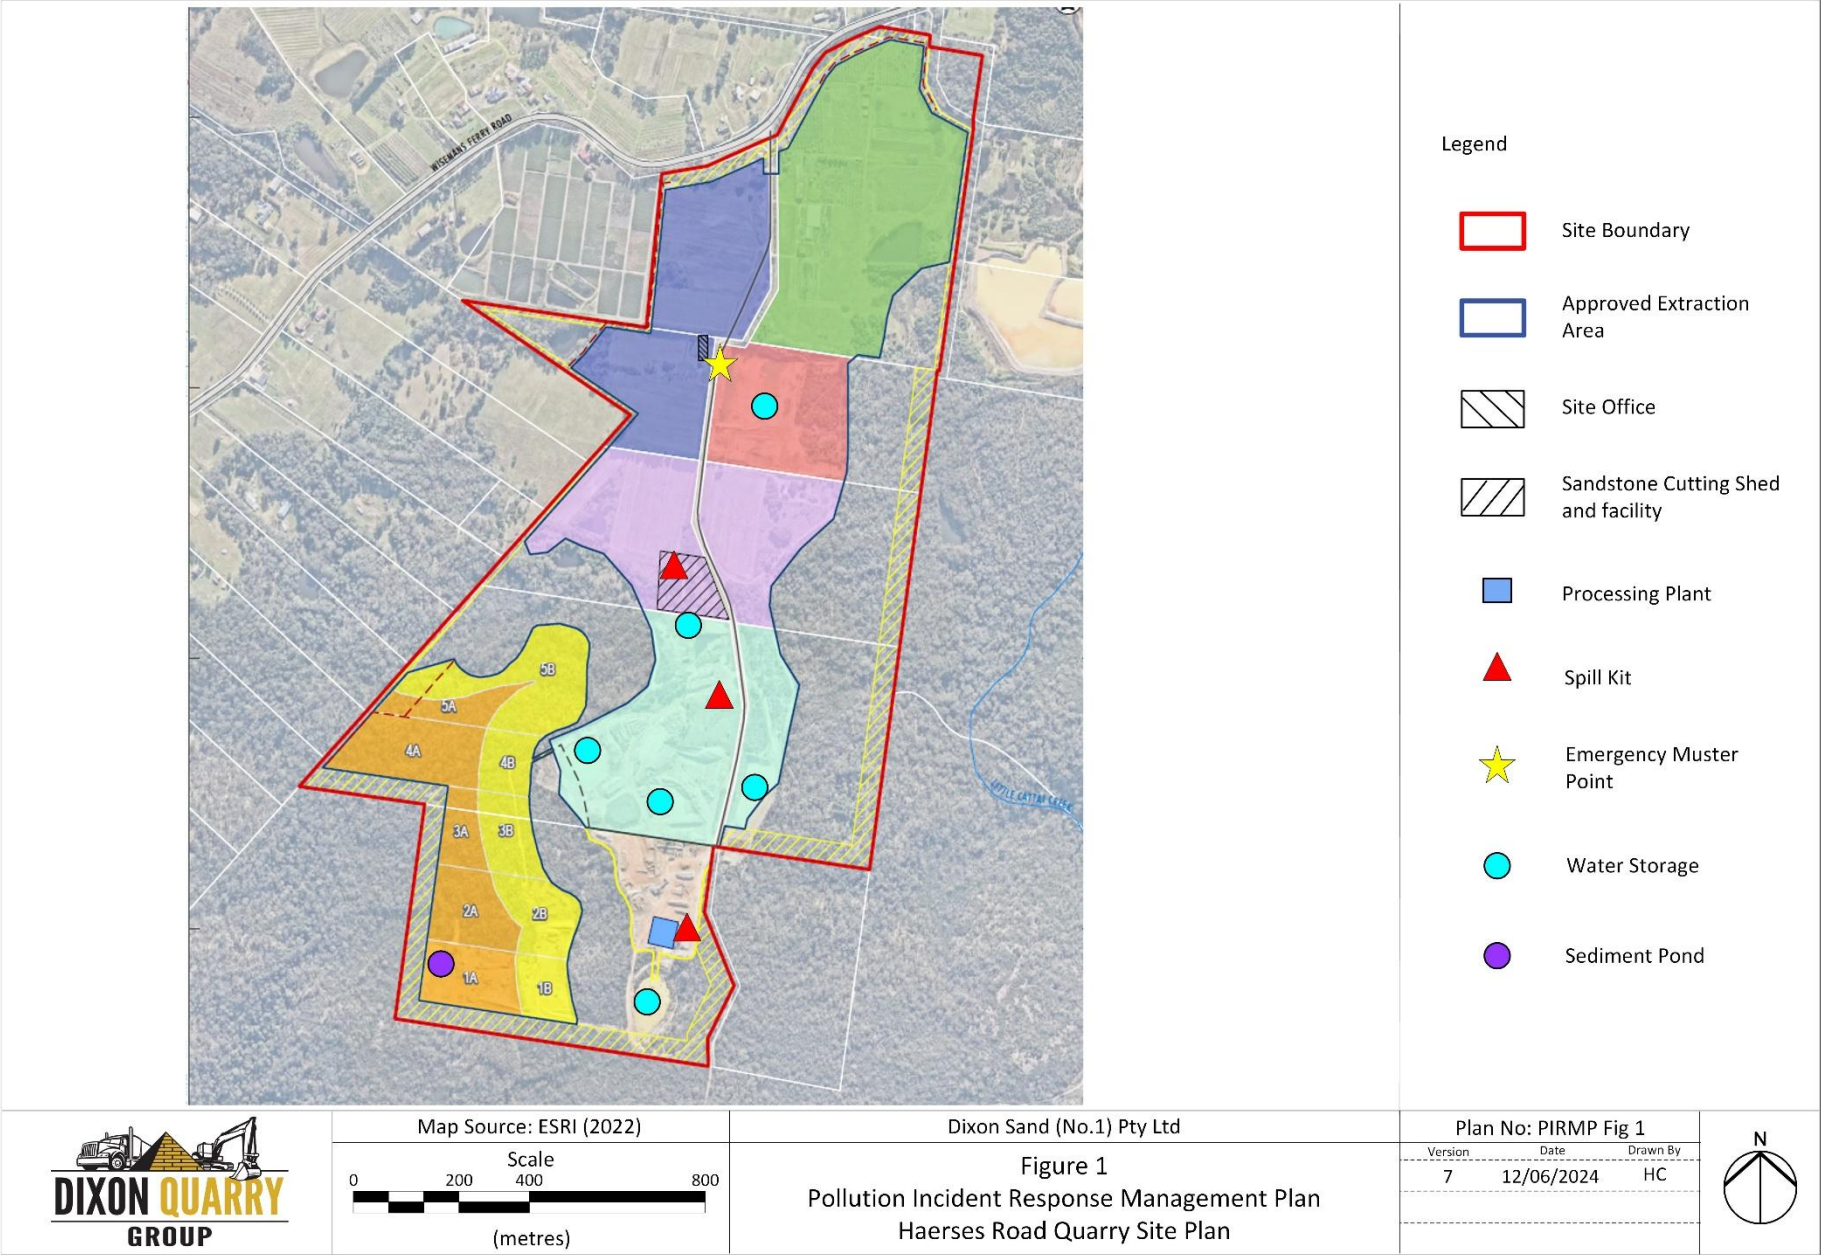 WISEMANS FERRY ROAD
5B
5A
4A
4B
3A
3B
2A
2B
1A
1B
LITTLE CATTAI CREEK
Legend
Site Boundary
Approved Extraction
Area
Site Office
Sandstone Cutting Shed
and facility
Processing Plant
Spill Kit
Emergency Muster
Point
Water Storage
Sediment Pond
DIXON QUARRY
GROUP
Map Source: ESRI (2022)
Scale
0 200 400 800
(metres)
Dixon Sand (No.1) Pty Ltd
Figure 1
Pollution Incident Response Management Plan
Haerses Road Quarry Site Plan
Plan No: PIRMP Fig 1
Version Date Drawn By
7 12/06/2024 HC
N